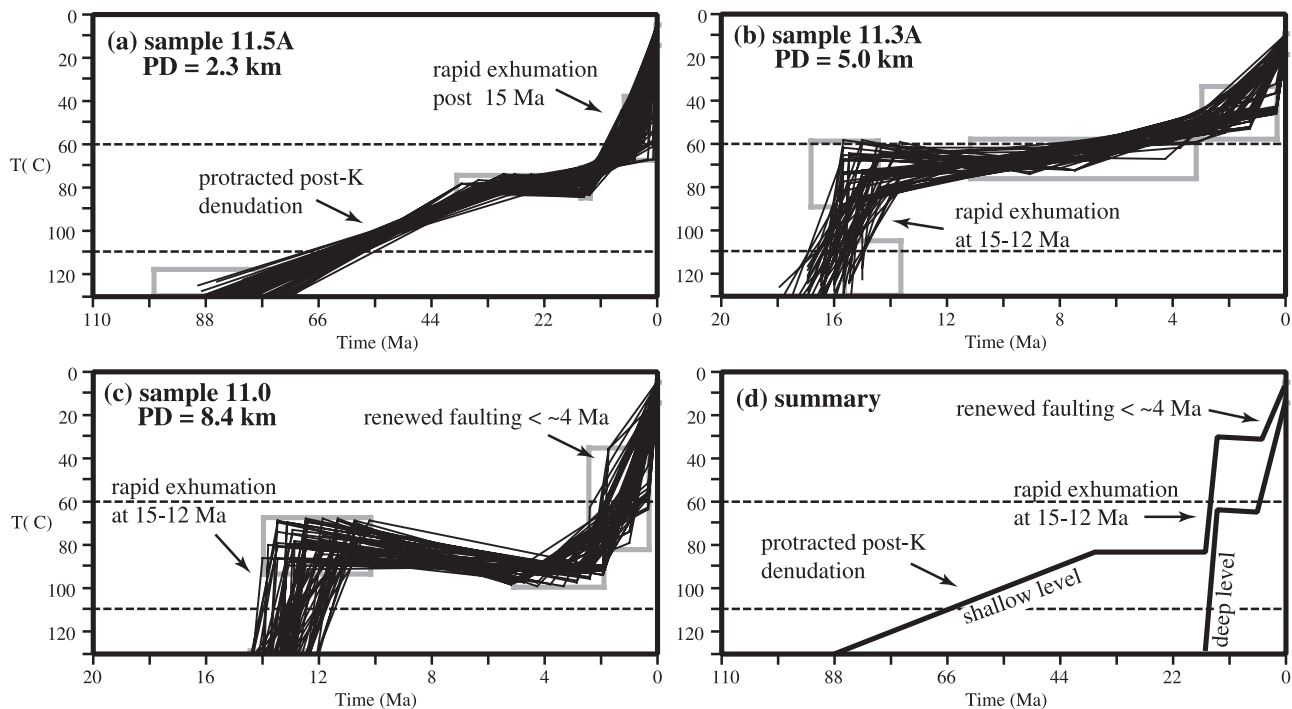 (a) sample 11.5A
PD = 2.3 km
rapid exhumation
post 15 Ma
protracted post-K
denudation
T( C)
0
20
40
60
80
100
120
110
88
66
44
22
0
Time (Ma)
(b) sample 11.3A
PD = 5.0 km
rapid exhumation
at 15-12 Ma
0
20
40
60
80
100
120
20
16
12
8
4
0
Time (Ma)
(c) sample 11.0
PD = 8.4 km
renewed faulting < ~4 Ma
rapid exhumation
at 15-12 Ma
T( C)
0
20
40
60
80
100
120
20
16
12
8
4
0
Time (Ma)
(d) summary
renewed faulting < ~4 Ma
rapid exhumation
at 15-12 Ma
protracted post-K
denudation
shallow level
deep level
0
20
40
60
80
100
120
110
88
66
44
22
0
Time (Ma)